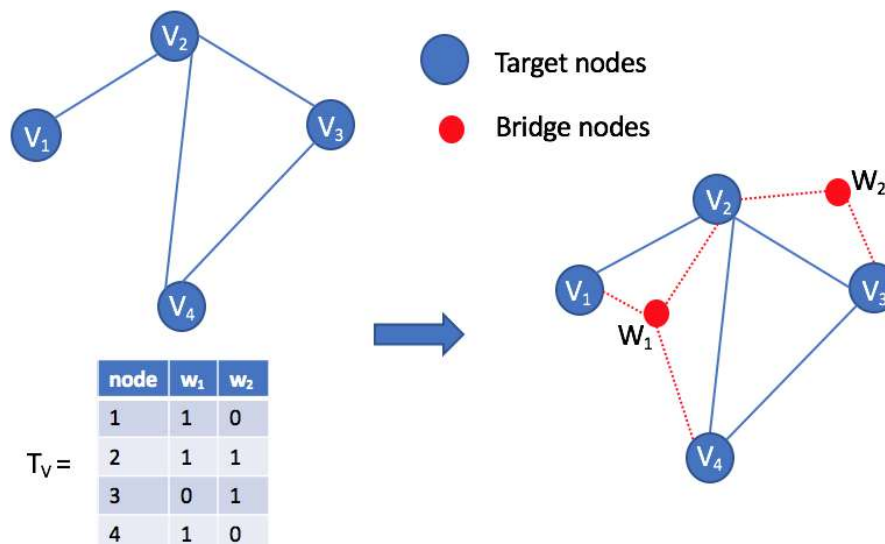 V₂
V₁
V₃
V₄
Target nodes
Bridge nodes
T_V =
node w₁ w₂
1 1 0
2 1 1
3 0 1
4 1 0
V₂
W₂
V₁
V₃
W₁
V₄